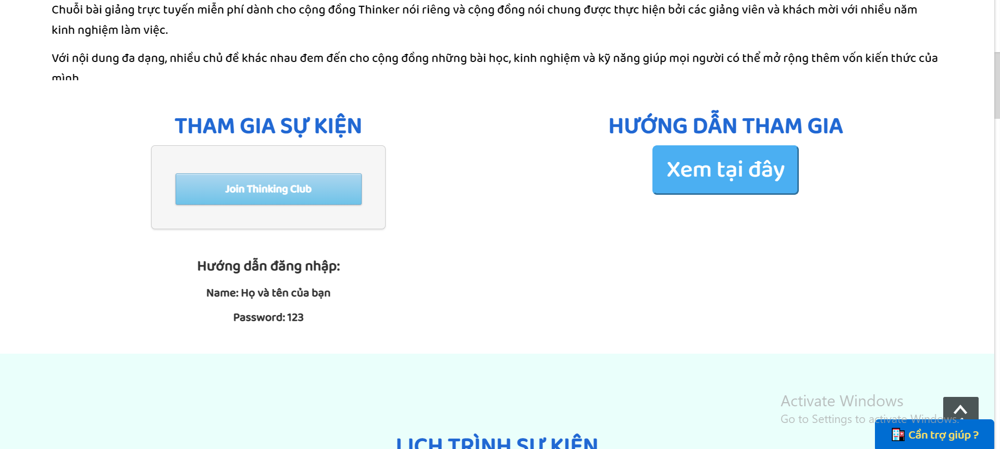 Chuỗi bài giảng trực tuyến miễn phí dành cho cộng đồng Thinker nói riêng và cộng đồng nói chung được thực hiện bởi các giảng viên và khách mời với nhiều năm
kinh nghiệm làm việc.
Với nội dung đa dạng, nhiều chủ đề khác nhau đem đến cho cộng đồng những bài học, kinh nghiệm và kỹ năng giúp mọi người có thể mở rộng thêm vốn kiến thức của
mình
THAM GIA SỰ KIỆN
Join Thinking Club
Hướng dẫn đăng nhập:
Name: Họ và tên của bạn
Password: 123
HƯỚNG DẪN THAM GIA
Xem tại đây
LỊCH TRÌNH SỰ KIỆN
Activate Windows
Go to Settings to activate Windows.
Cần trợ giúp ?